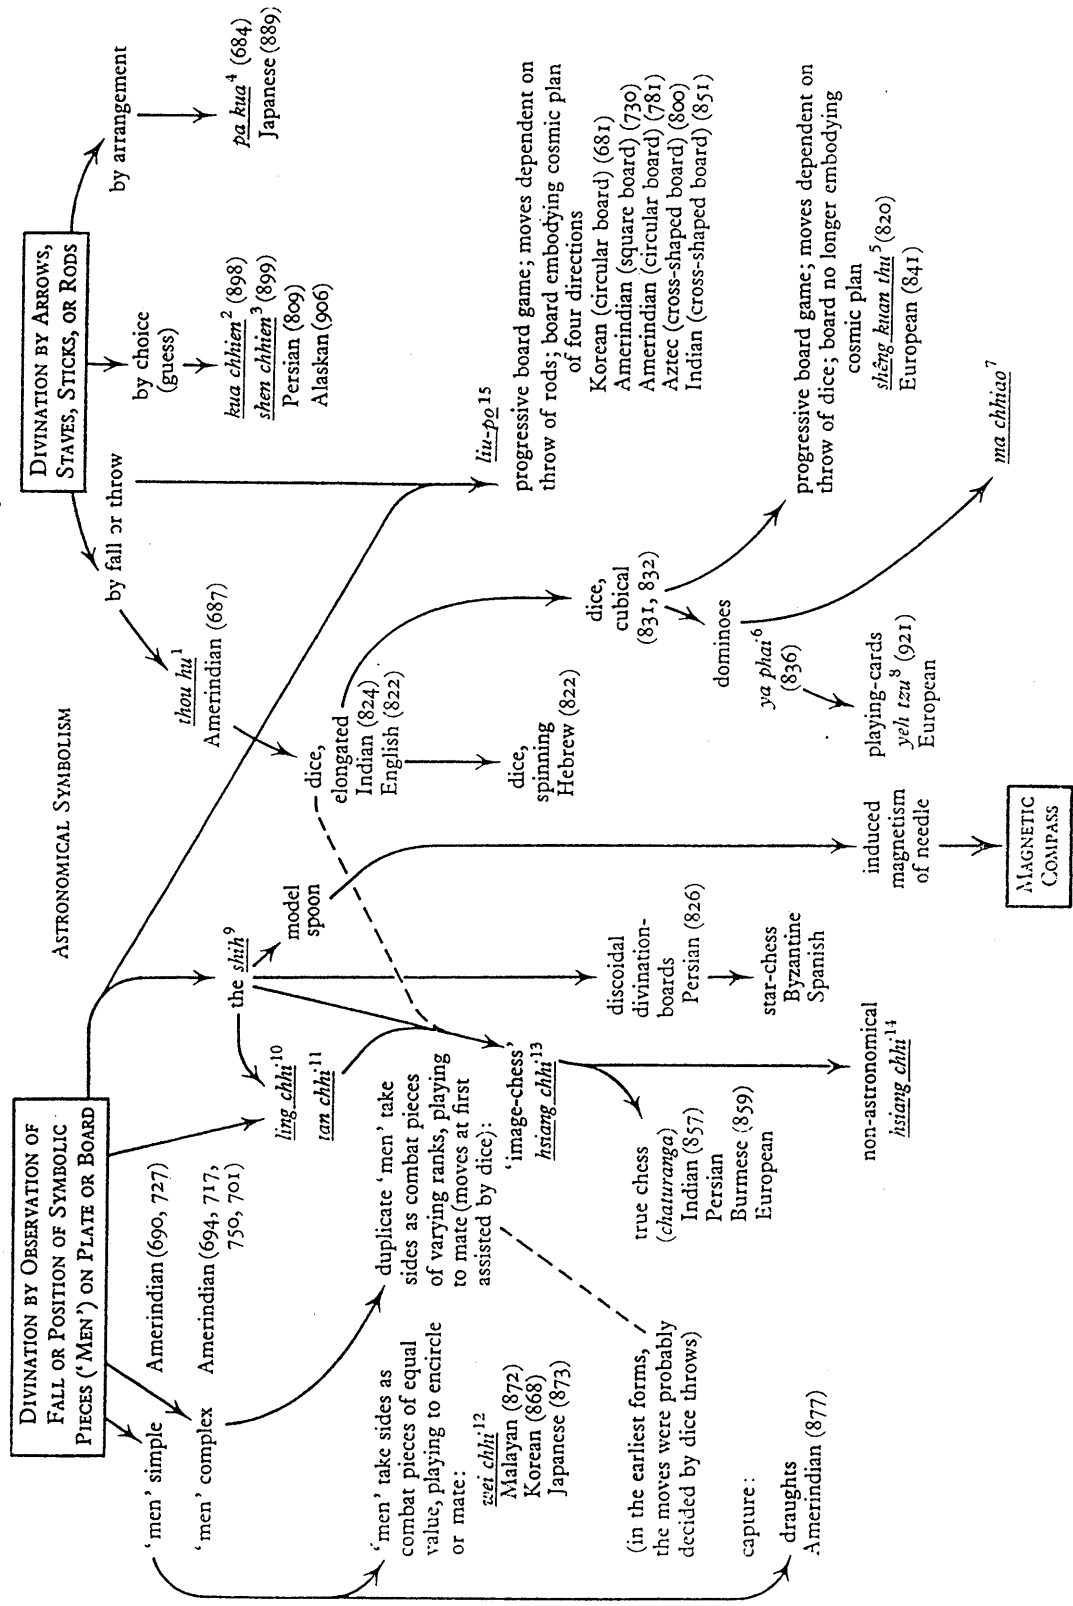 DIVINATION BY OBSERVATION OF
FALL OR POSITION OF SYMBOLIC
PIECES ('MEN') ON PLATE OR BOARD
ASTRONOMICAL SYMBOLISM
DIVINATION BY ARROWS,
STAVES, STICKS, OR RODS
'men' simple
Amerindian (690, 727)
'men' complex
Amerindian (694, 717,
750, 701)
by fall or throw
by choice
(guess)
by arrangement
thou hu¹
Amerindian (687)
kua chhien² (898)
shen chhien³ (899)
Persian (809)
Alaskan (906)
pa kua⁴ (684)
Japanese (889)
the shih⁹
model
spoon
ling chhi¹⁰
tan chhi¹¹
dice,
elongated
Indian (824)
English (822)
liu-po¹⁵
'men' take sides as
combat pieces of equal
value, playing to encircle
or mate:
wei chhi¹²
Malayan (872)
Korean (868)
Japanese (873)
duplicate 'men' take
sides as combat pieces
of varying ranks, playing
to mate (moves at first
assisted by dice):
'image-chess'
hsiang chhi¹³
dice,
spinning
Hebrew (822)
progressive board game; moves dependent on
throw of rods; board embodying cosmic plan
of four directions
Korean (circular board) (681)
Amerindian (square board) (730)
Amerindian (circular board) (781)
Aztec (cross-shaped board) (800)
Indian (cross-shaped board) (851)
(in the earliest forms,
the moves were probably
decided by dice throws)
true chess
(chaturanga)
Indian (857)
Persian
Burmese (859)
European
discoidal
divination-
boards
Persian (826)
dice,
cubical
(831, 832)
capture:
draughts
Amerindian (877)
star-chess
Byzantine
Spanish
dominoes
ya phai⁶
(836)
progressive board game; moves dependent on
throw of dice; board no longer embodying
cosmic plan
shêng kuan thu⁵ (820)
European (841)
non-astronomical
hsiang chhi¹⁴
induced
magnetism
of needle
playing-cards
yeh tzu⁸ (921)
European
ma chhiao⁷
MAGNETIC
COMPASS